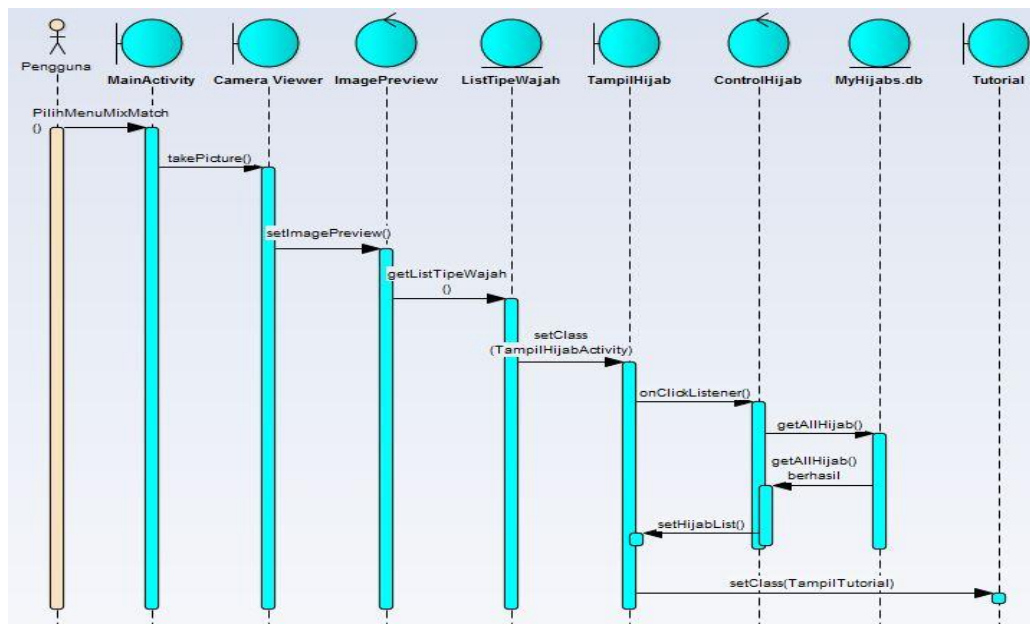 Pengguna
MainActivity
Camera Viewer
ImagePreview
ListTipeWajah
TampilHijab
ControlHijab
MyHijabs.db
Tutorial
PilihMenuMixMatch
()
takePicture()
setImagePreview()
getListTipeWajah
()
setClass
(TampilHijabActivity)
onClickListener()
getAllHijab()
getAllHijab()
berhasil
setHijabList()
setClass(TampilTutorial)